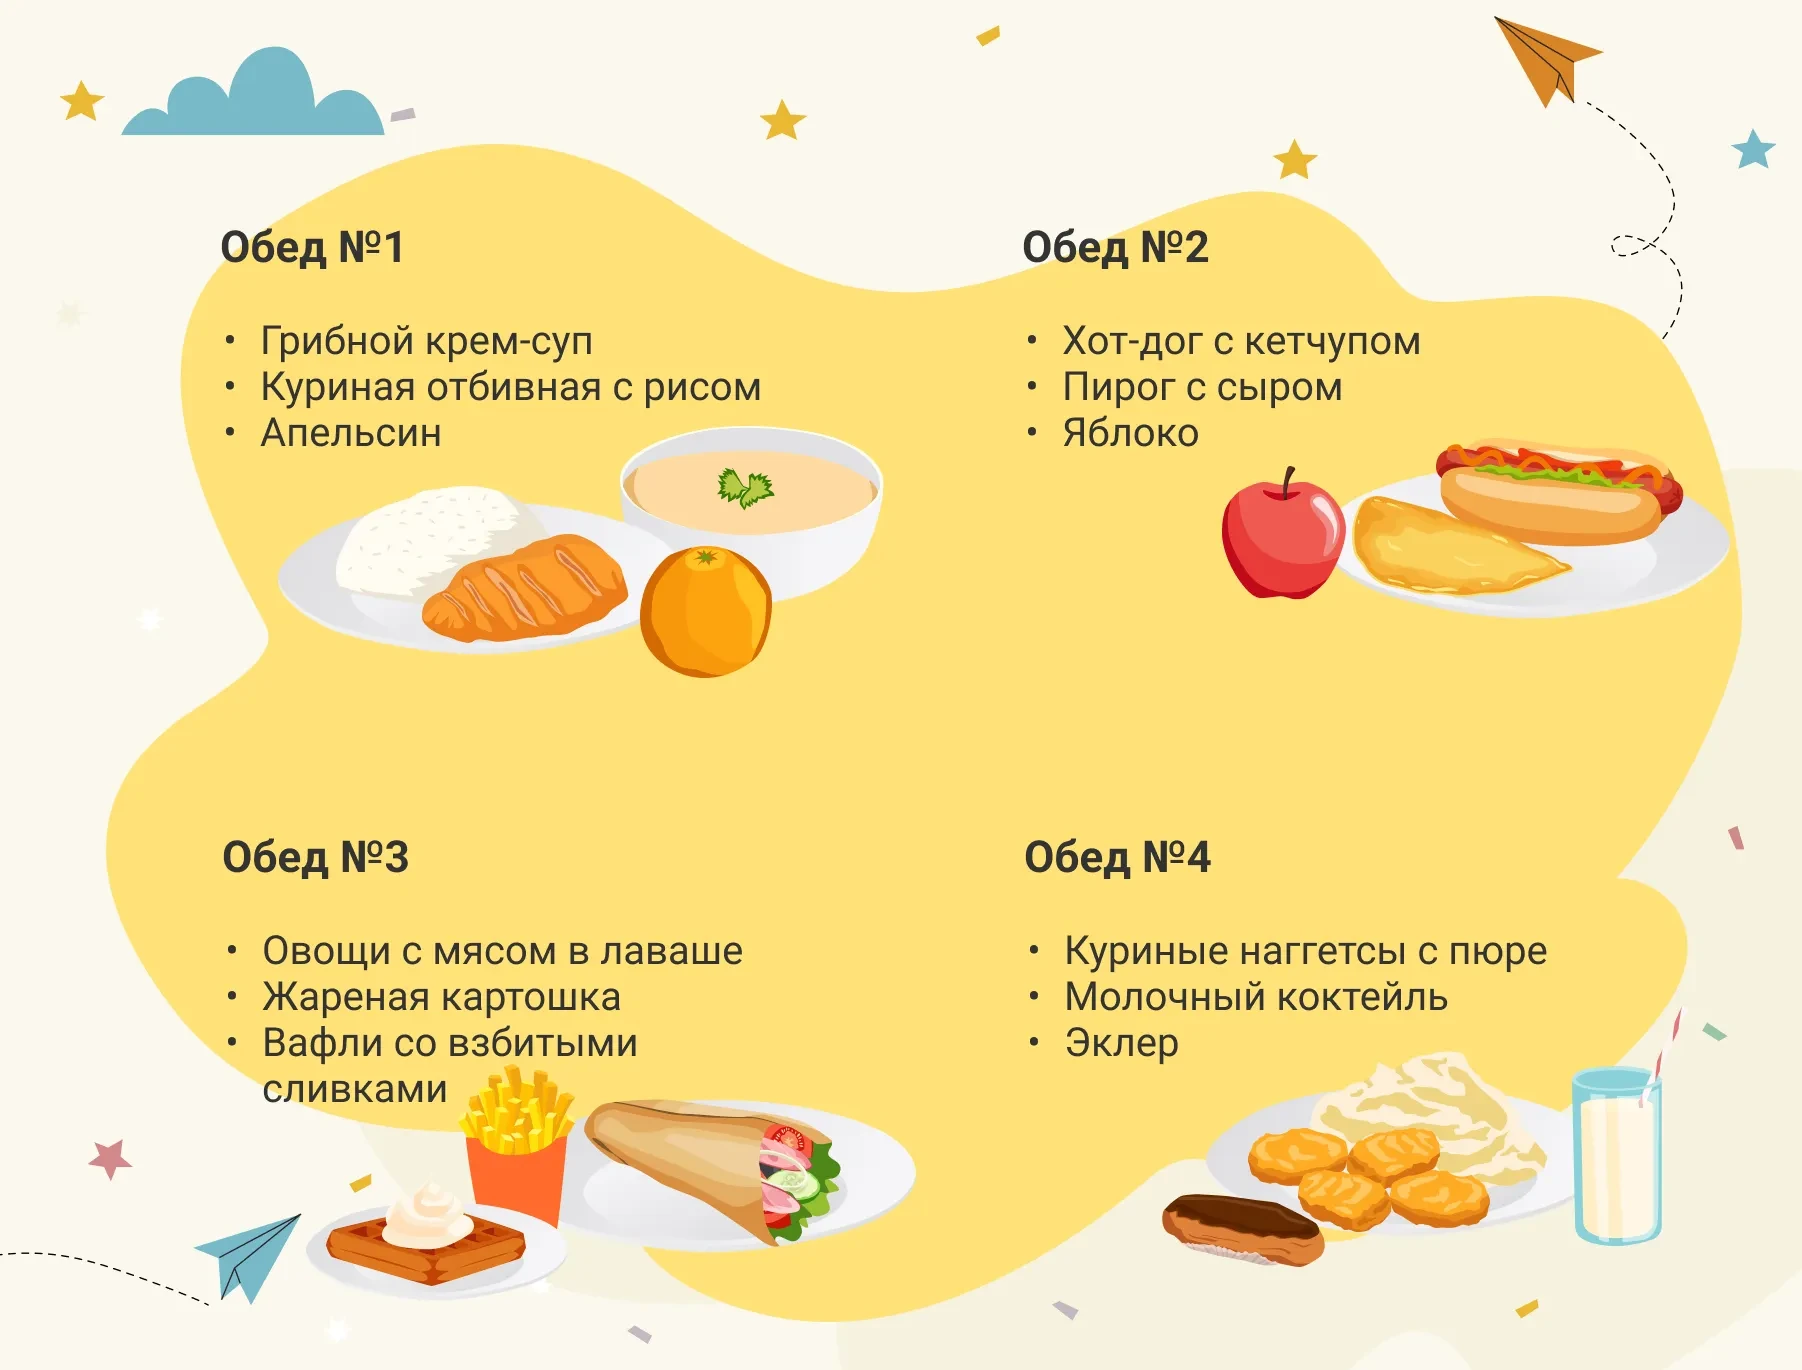 Обед №1
• Грибной крем-суп
• Куриная отбивная с рисом
• Апельсин
Обед №2
• Хот-дог с кетчупом
• Пирог с сыром
• Яблоко
Обед №3
• Овощи с мясом в лаваше
• Жареная картошка
• Вафли со взбитыми
сливками
Обед №4
• Куриные наггетсы с пюре
• Молочный коктейль
• Эклер